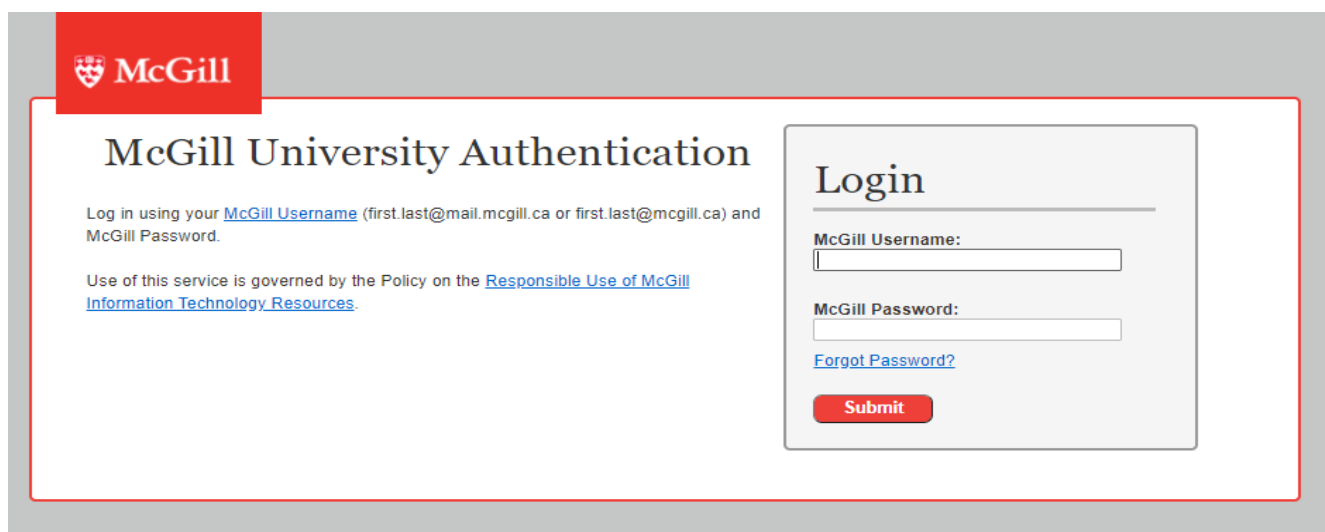 McGill
McGill University Authentication
Log in using your McGill Username (first.last@mail.mcgill.ca or first.last@mcgill.ca) and
McGill Password.
Use of this service is governed by the Policy on the Responsible Use of McGill
Information Technology Resources.
Login
McGill Username:
McGill Password:
Forgot Password?
Submit